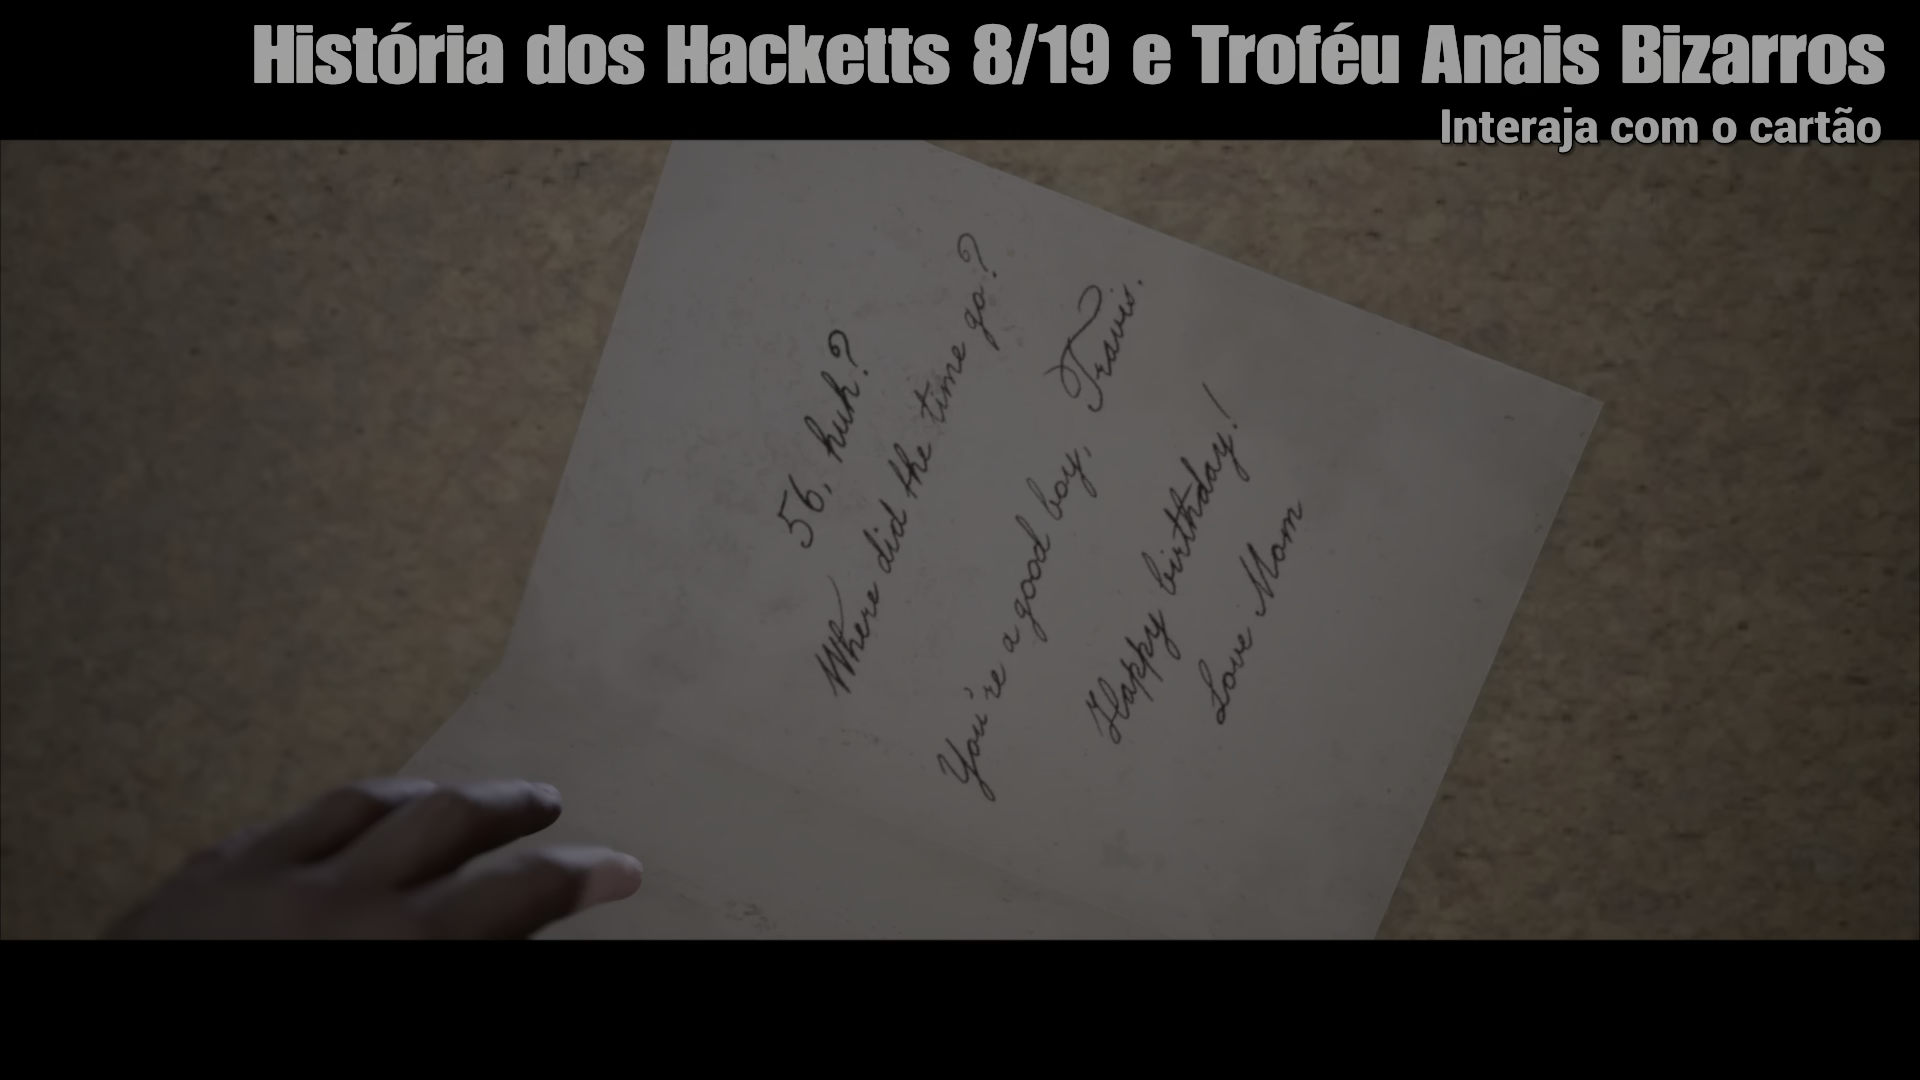 História dos Hacketts 8/19 e Troféu Anais Bizarros
Interaja com o cartão
56, huh?
Where did the time go?
You're a good boy, Travis.
Happy birthday!
Love Mom